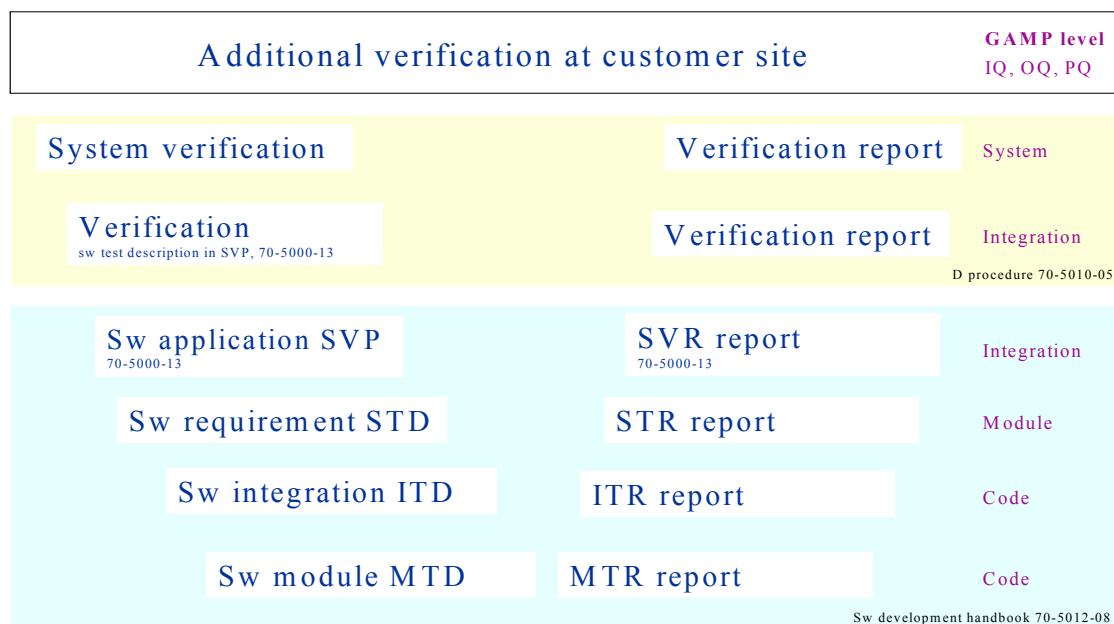 Additional verification at customer site
GAMP level
IQ, OQ, PQ
System verification
Verification report
System
Verification
sw test description in SVP, 70-5000-13
Verification report
Integration
D procedure 70-5010-05
Sw application SVP
70-5000-13
SVR report
70-5000-13
Integration
Sw requirement STD
STR report
Module
Sw integration ITD
ITR report
Code
Sw module MTD
MTR report
Code
Sw development handbook 70-5012-08